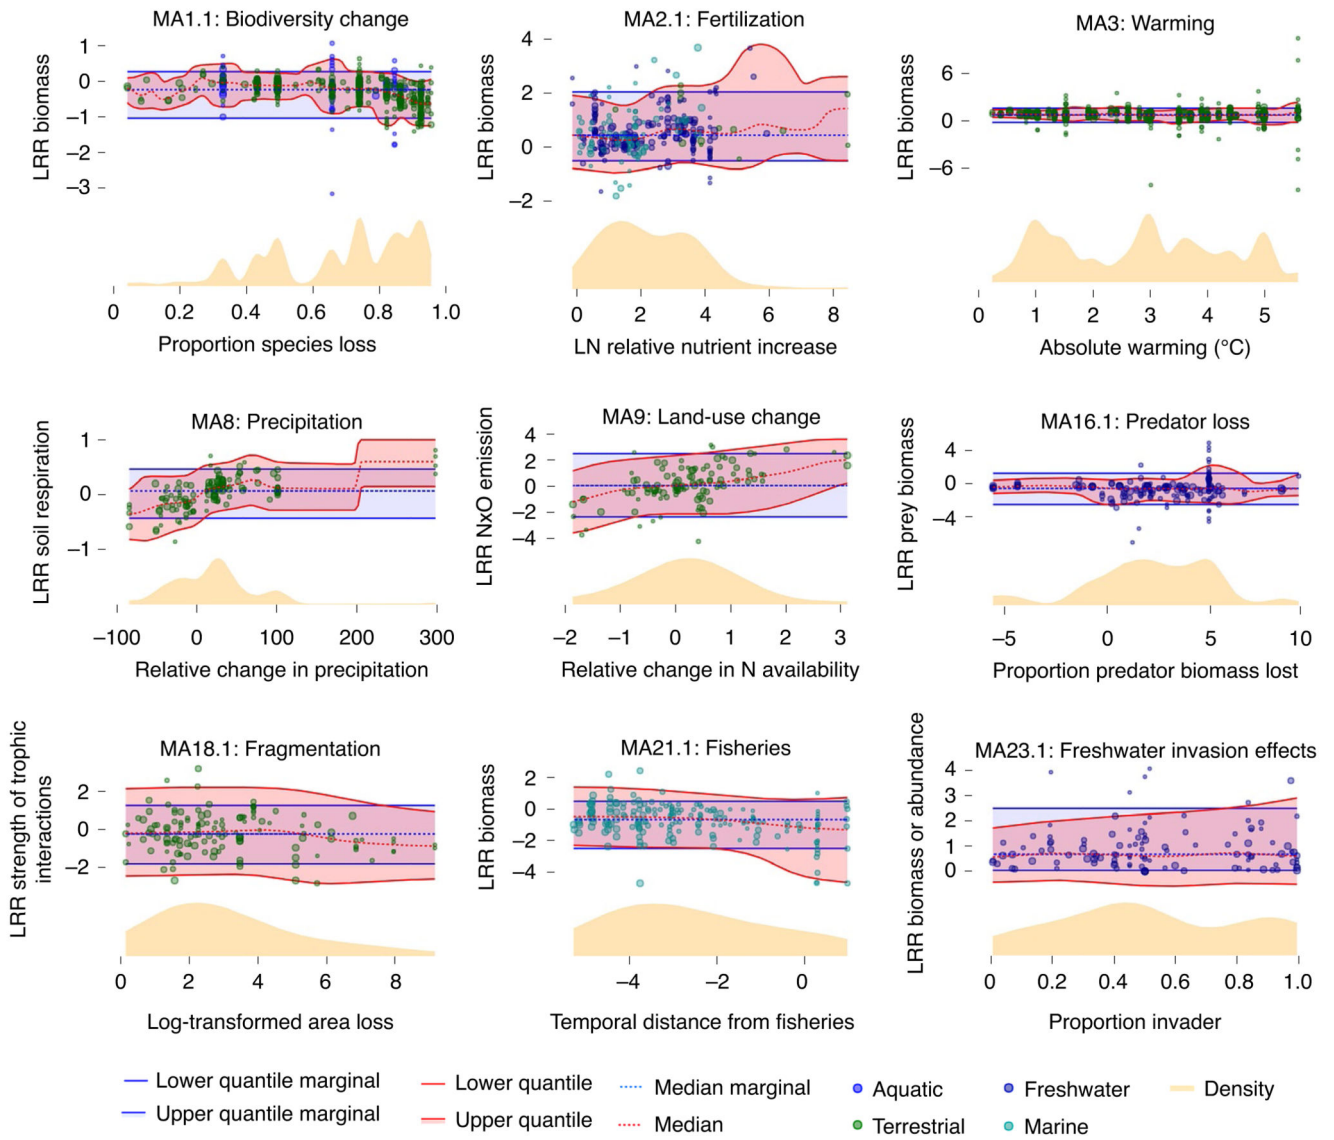 MA1.1: Biodiversity change
LRR biomass
1
0
−1
−2
−3
0 0.2 0.4 0.6 0.8 1.0
Proportion species loss
MA2.1: Fertilization
LRR biomass
4
2
0
−2
0 2 4 6 8
LN relative nutrient increase
MA3: Warming
LRR biomass
6
0
−6
0 1 2 3 4 5
Absolute warming (°C)
MA8: Precipitation
LRR soil respiration
1
0
−1
−100 0 100 200 300
Relative change in precipitation
MA9: Land-use change
LRR NxO emission
4
2
0
−2
−4
−2 −1 0 1 2 3
Relative change in N availability
MA16.1: Predator loss
LRR prey biomass
4
0
−4
−5 0 5 10
Proportion predator biomass lost
MA18.1: Fragmentation
LRR strength of trophic
interactions
2
0
−2
0 2 4 6 8
Log-transformed area loss
MA21.1: Fisheries
LRR biomass
2
0
−2
−4
−4 −2 0
Temporal distance from fisheries
MA23.1: Freshwater invasion effects
LRR biomass or abundance
4
3
2
1
0
0 0.2 0.4 0.6 0.8 1.0
Proportion invader
Lower quantile marginal
Upper quantile marginal
Lower quantile
Upper quantile
Median marginal
Median
Aquatic
Terrestrial
Freshwater
Marine
Density